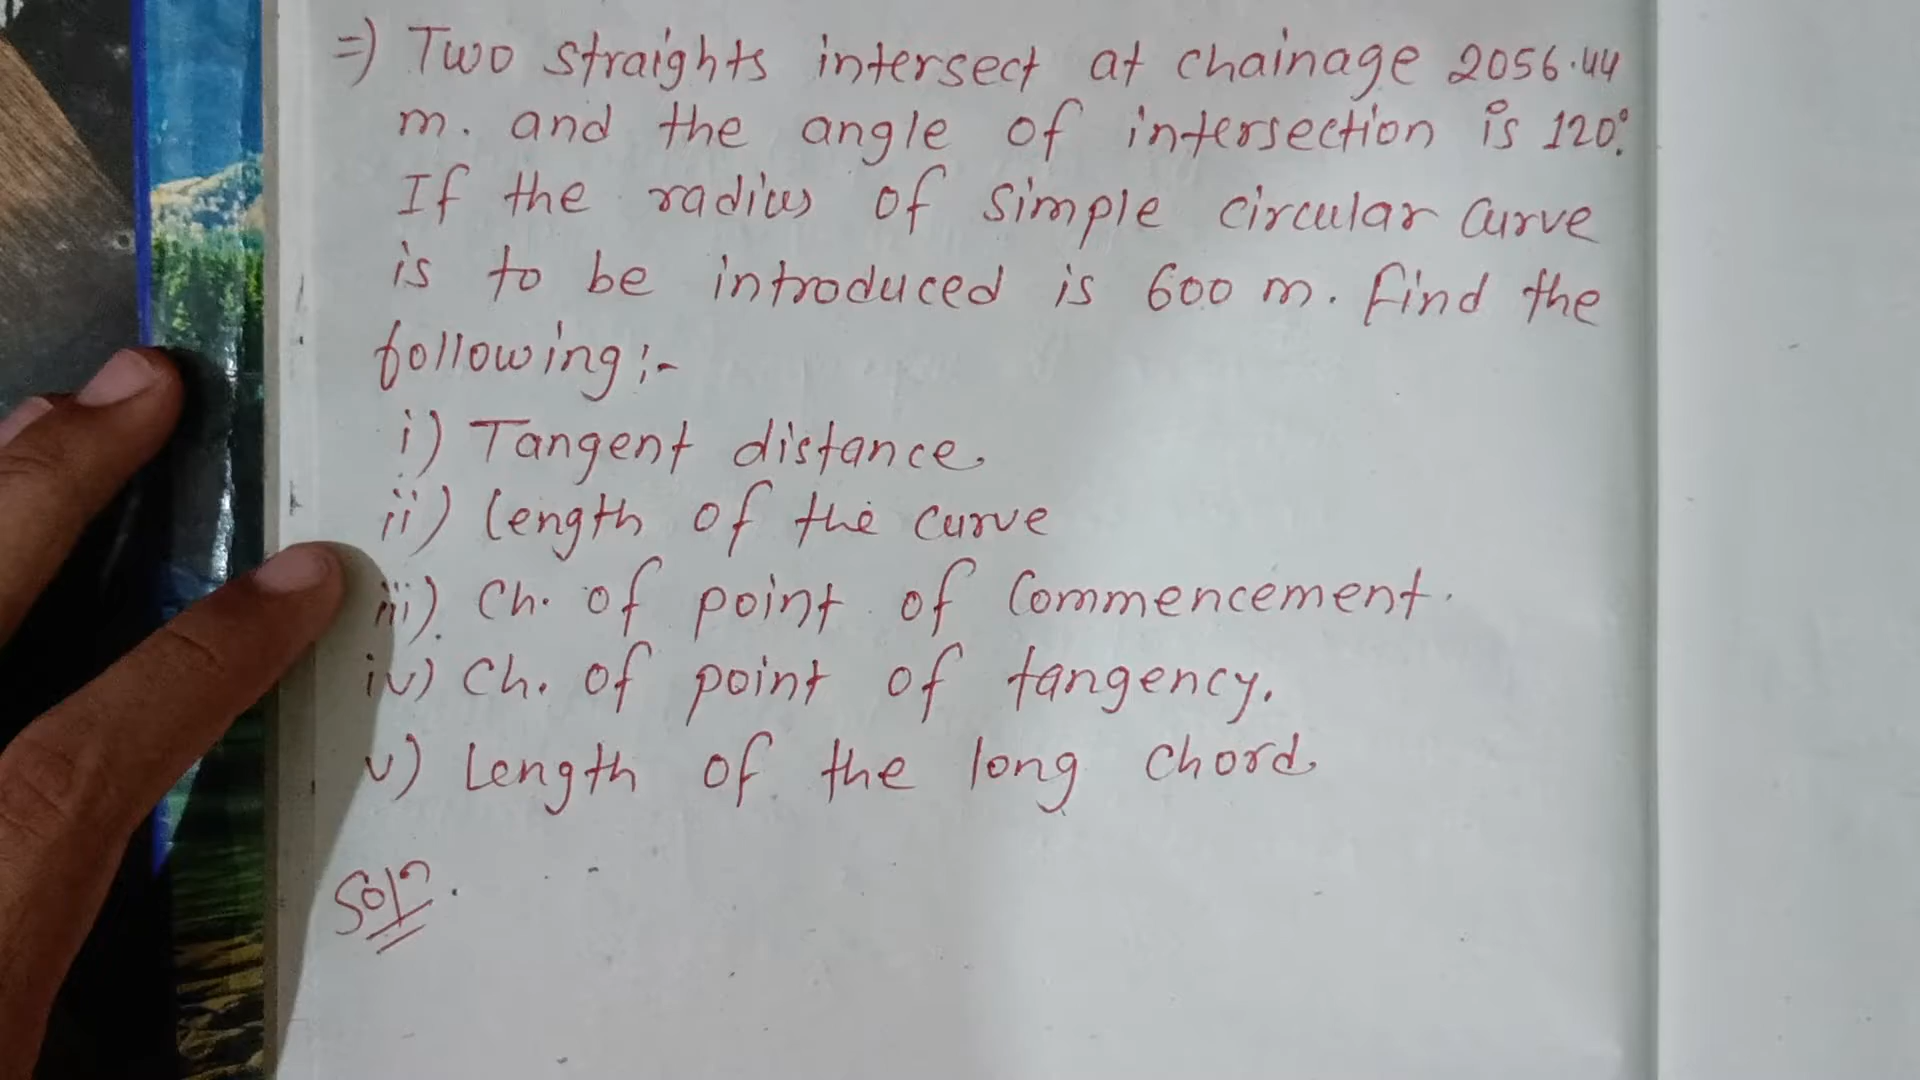 =) Two straights intersect at chainage 2056.44
m. and the angle of intersection is 120°.
If the radius of simple circular curve
is to be introduced is 600 m. find the
following :-
i) Tangent distance.
ii) length of the curve
iii). Ch. of point of Commencement.
iv) Ch. of point of tangency.
v) Length of the long chord.
Solⁿ.